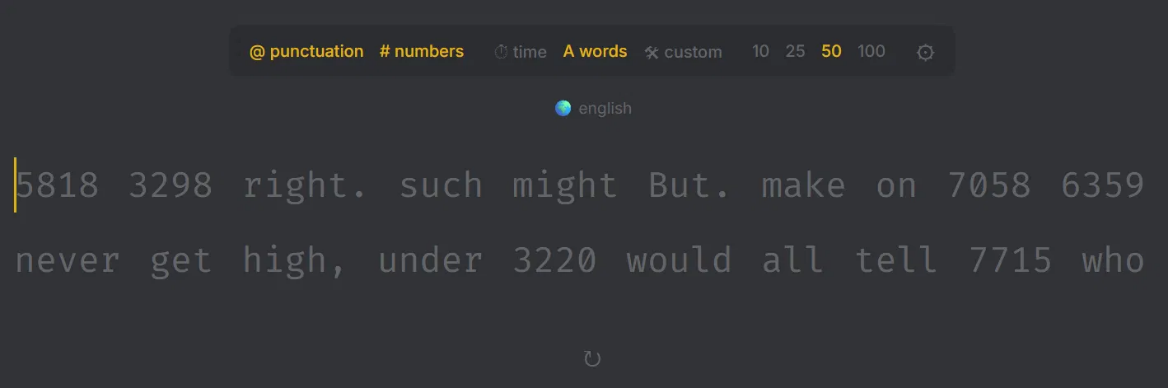 @ punctuation # numbers time A words custom 10 25 50 100
english
5818 3298 right. such might But. make on 7058 6359
never get high, under 3220 would all tell 7715 who